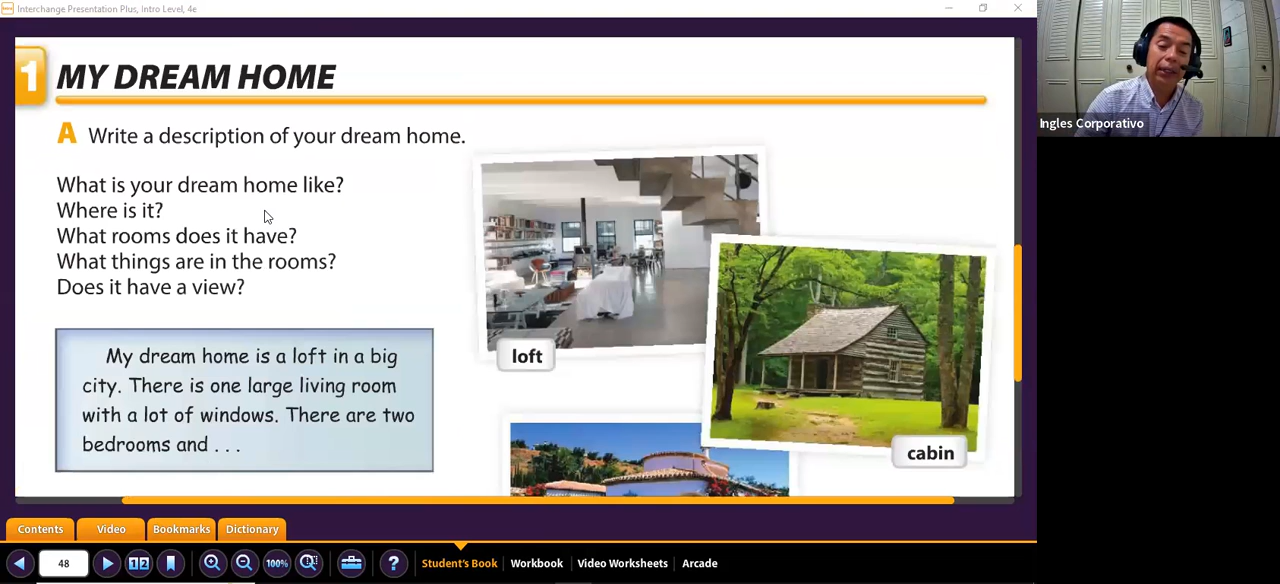 Interchange Presentation Plus, Intro Level, 4e
1 MY DREAM HOME
A Write a description of your dream home.
What is your dream home like?
Where is it?
What rooms does it have?
What things are in the rooms?
Does it have a view?
My dream home is a loft in a big
city. There is one large living room
with a lot of windows. There are two
bedrooms and . . .
loft
cabin
Ingles Corporativo
Contents Video Bookmarks Dictionary
48 1 2 100% ? Student's Book Workbook Video Worksheets Arcade